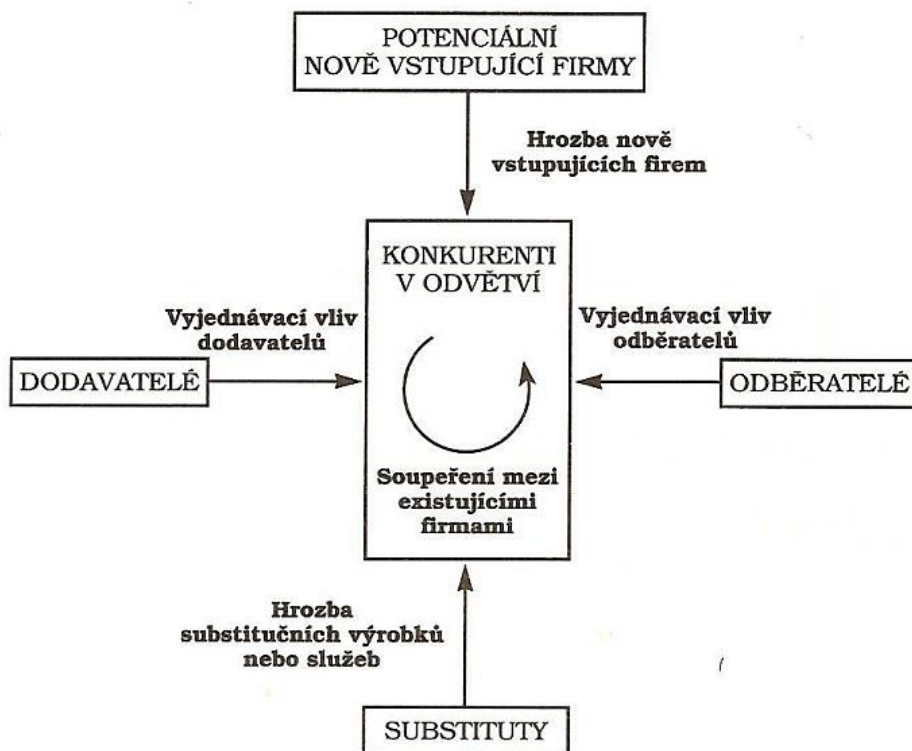 POTENCIÁLNÍ
NOVĚ VSTUPUJÍCÍ FIRMY
Hrozba nově
vstupujících firem
KONKURENTI
V ODVĚTVÍ
Vyjednávací vliv
dodavatelů
Vyjednávací vliv
odběratelů
DODAVATELÉ
ODBĚRATELÉ
Soupeření mezi
existujícími
firmami
Hrozba
substitučních výrobků
nebo služeb
SUBSTITUTY